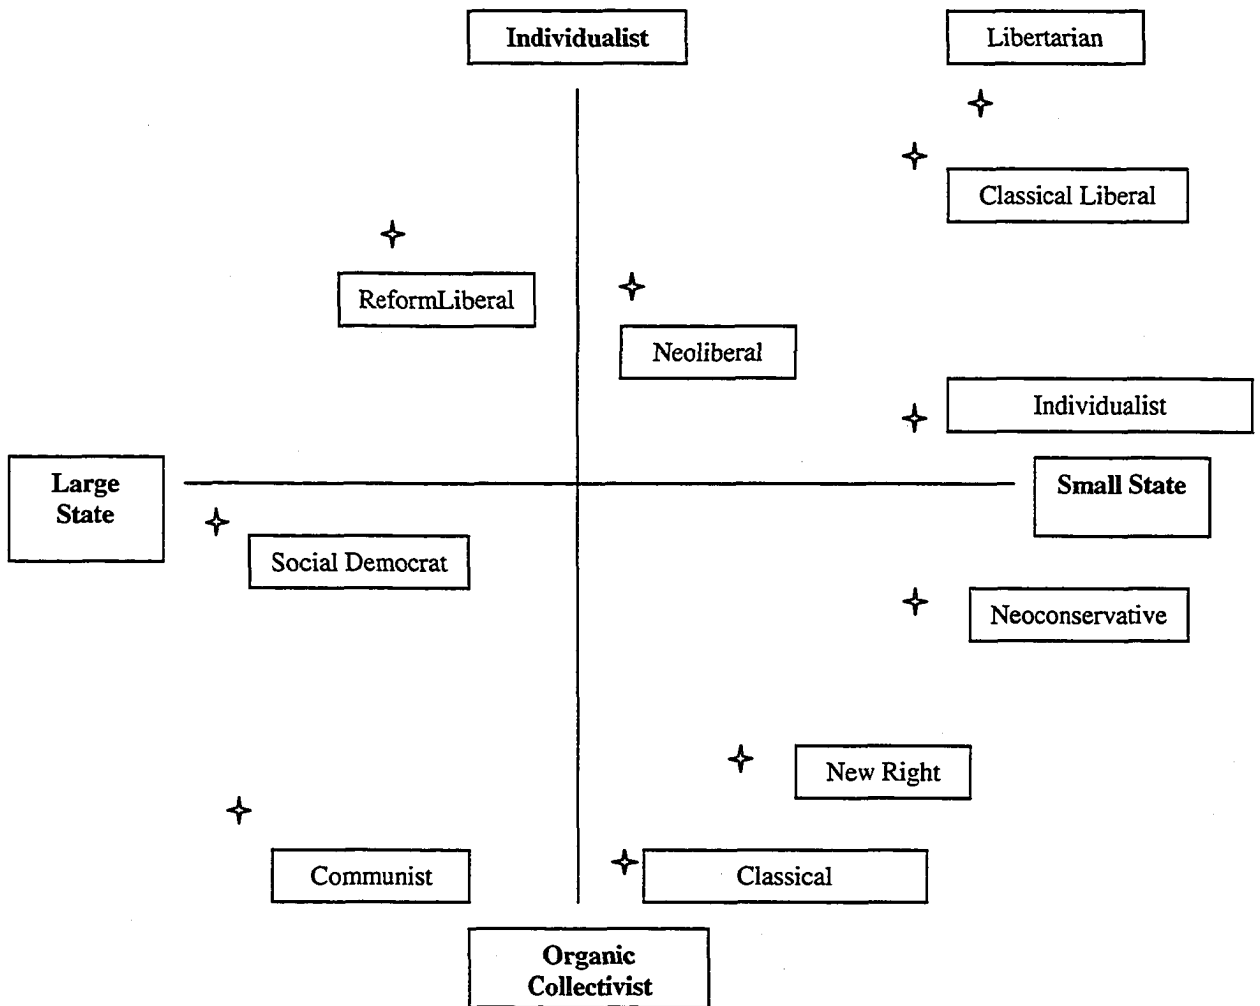 Individualist
Libertarian
Classical Liberal
ReformLiberal
Neoliberal
Individualist
Large
State
Small State
Social Democrat
Neoconservative
New Right
Communist
Classical
Organic
Collectivist